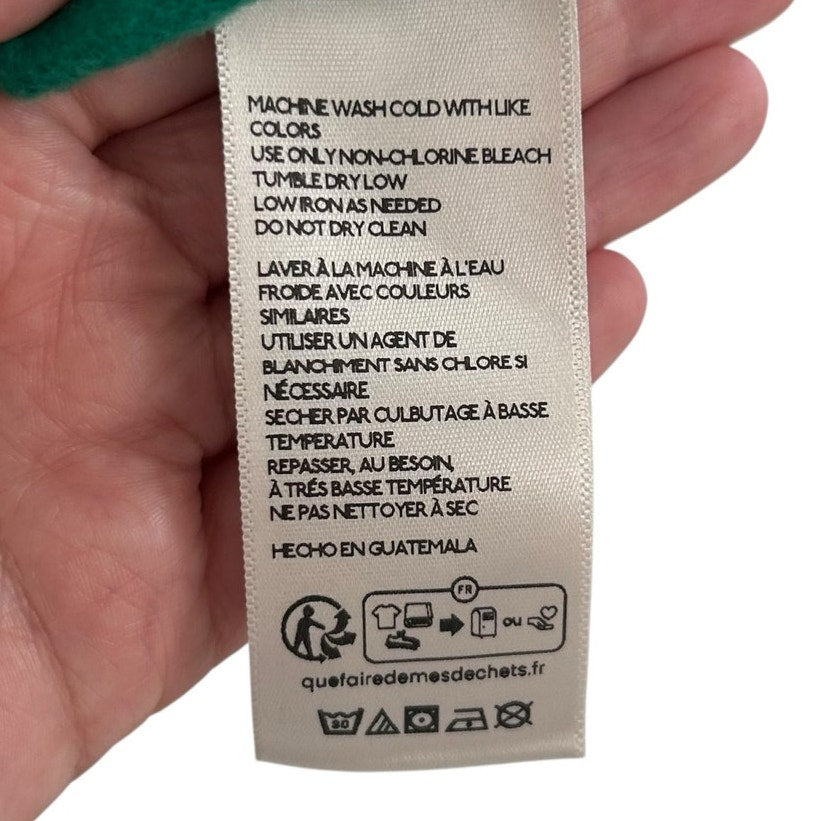 MACHINE WASH COLD WITH LIKE
COLORS
USE ONLY NON-CHLORINE BLEACH
TUMBLE DRY LOW
LOW IRON AS NEEDED
DO NOT DRY CLEAN
LAVER À LA MACHINE À L'EAU
FROIDE AVEC COULEURS
SIMILAIRES
UTILISER UN AGENT DE
BLANCHIMENT SANS CHLORE SI
NÉCESSAIRE
SECHER PAR CULBUTAGE À BASSE
TEMPERATURE
REPASSER, AU BESOIN,
À TRÉS BASSE TEMPÉRATURE
NE PAS NETTOYER À SEC
HECHO EN GUATEMALA
FR
ou
quefairedemesdechets.fr
30